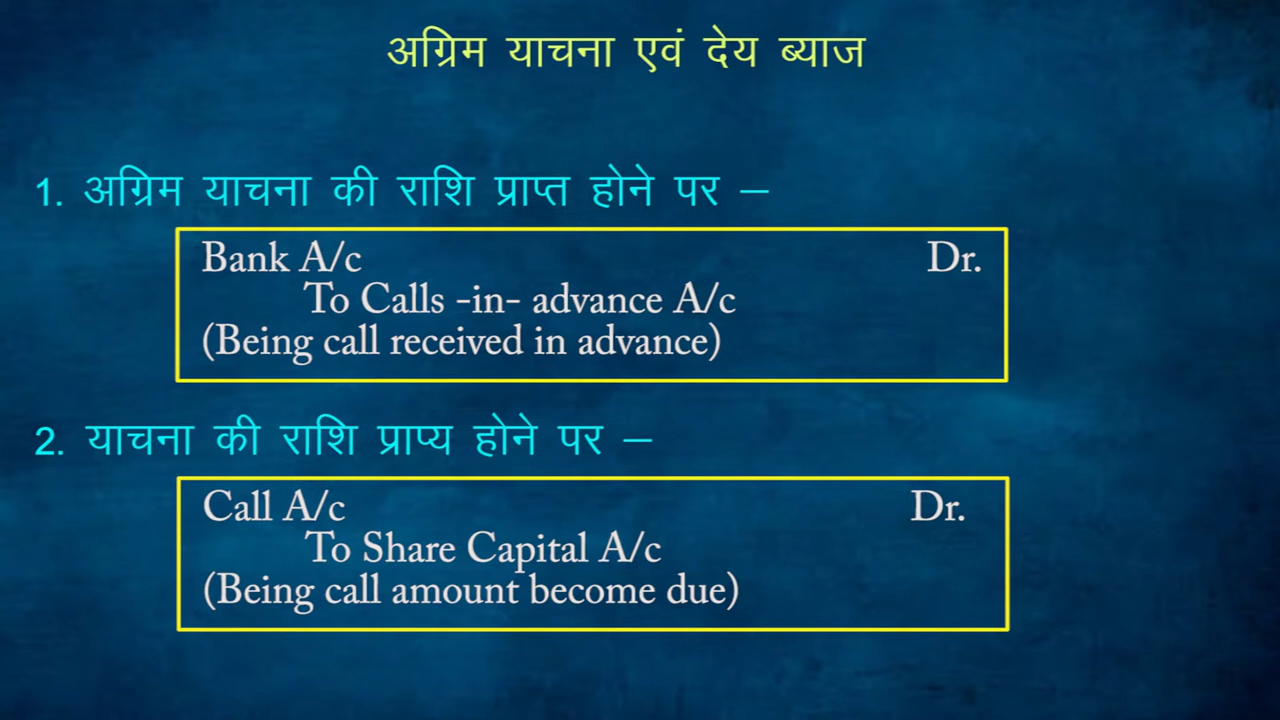 अग्रिम याचना एवं देय ब्याज
1. अग्रिम याचना की राशि प्राप्त होने पर –
Bank A/c Dr.
To Calls -in- advance A/c
(Being call received in advance)
2. याचना की राशि प्राप्य होने पर –
Call A/c Dr.
To Share Capital A/c
(Being call amount become due)